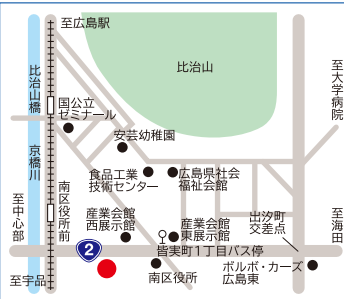 至広島駅
比治山
比治山橋
至大学病院
国公立
ゼミナール
安芸幼稚園
京橋川
食品工業
技術センター
広島県社会
福祉会館
至中心部
南区役所前
産業会館
西展示館
産業会館
東展示館
出汐町
交差点
至海田
皆実町1丁目バス停
2
至宇品
南区役所
ボルボ・カーズ
広島東